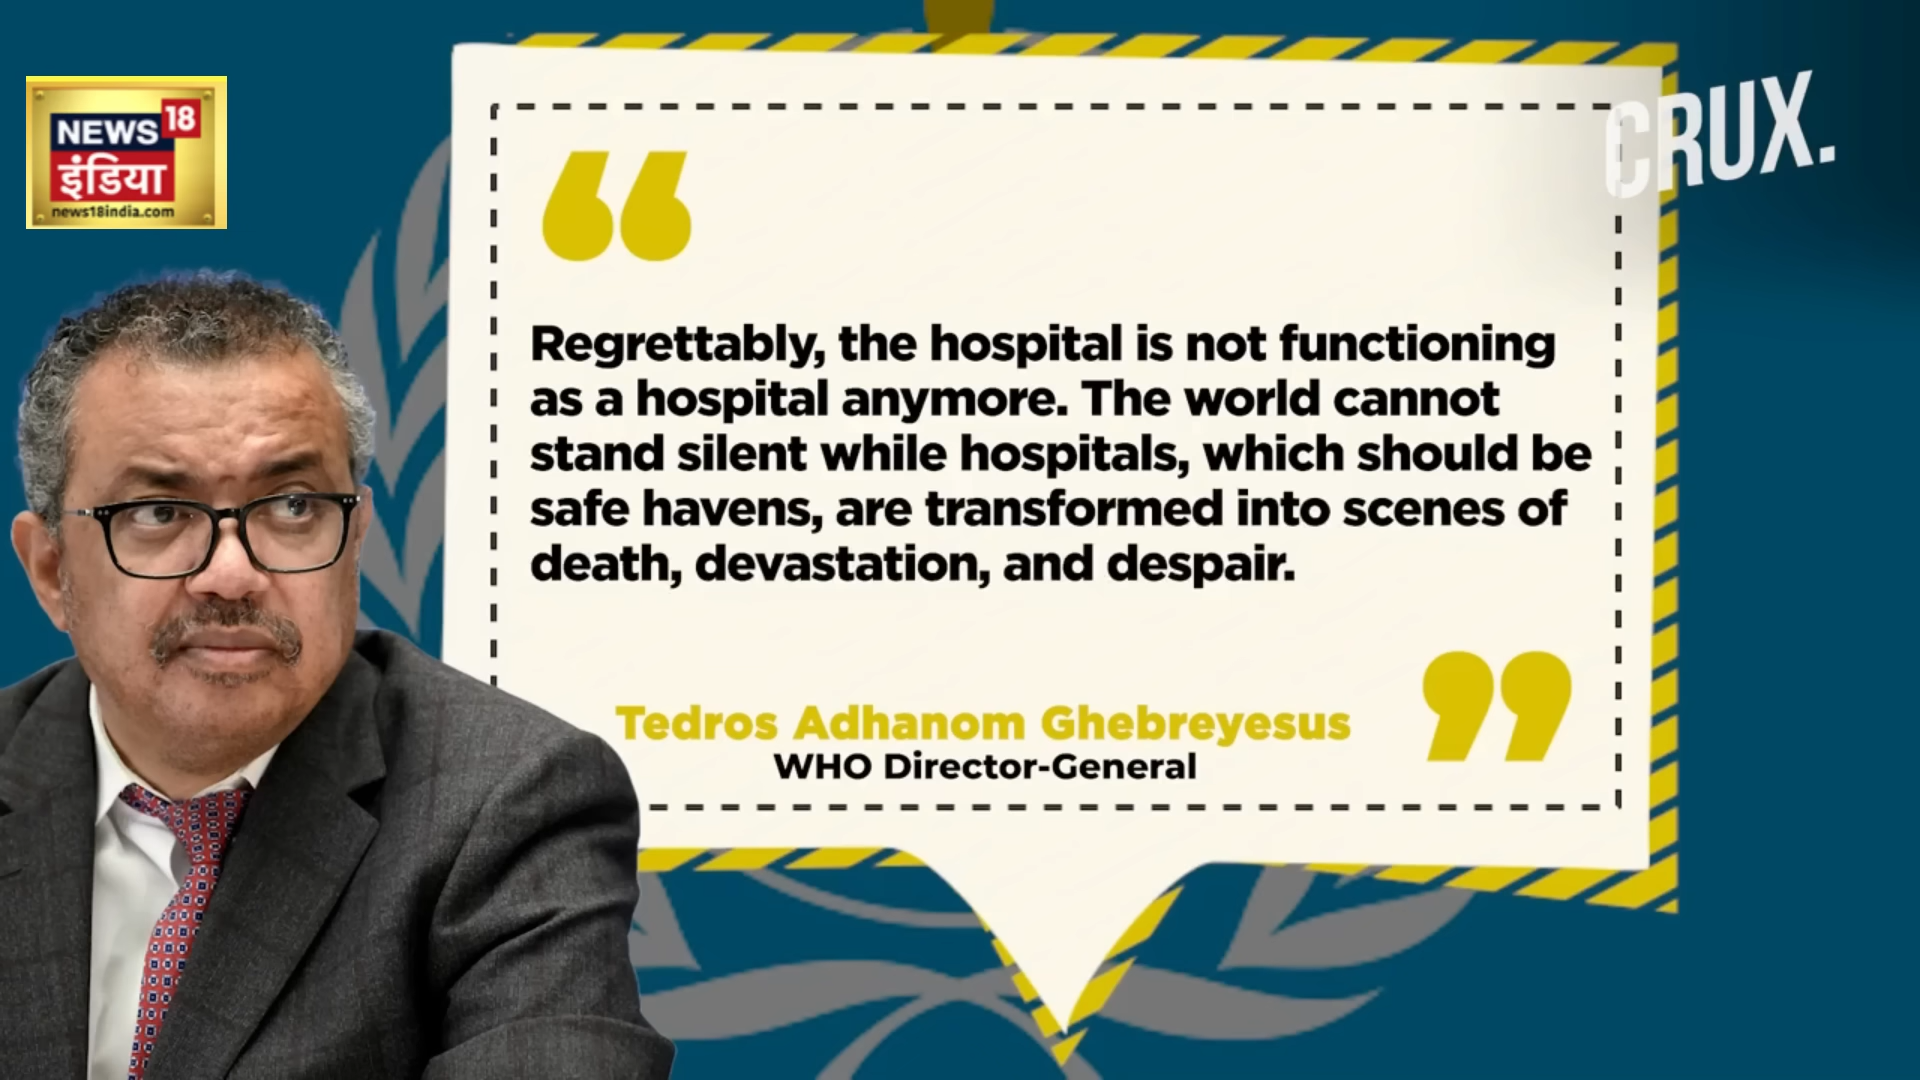 NEWS 18
इंडिया
news18india.com
CRUX.
“
Regrettably, the hospital is not functioning
as a hospital anymore. The world cannot
stand silent while hospitals, which should be
safe havens, are transformed into scenes of
death, devastation, and despair.
”
Tedros Adhanom Ghebreyesus
WHO Director-General